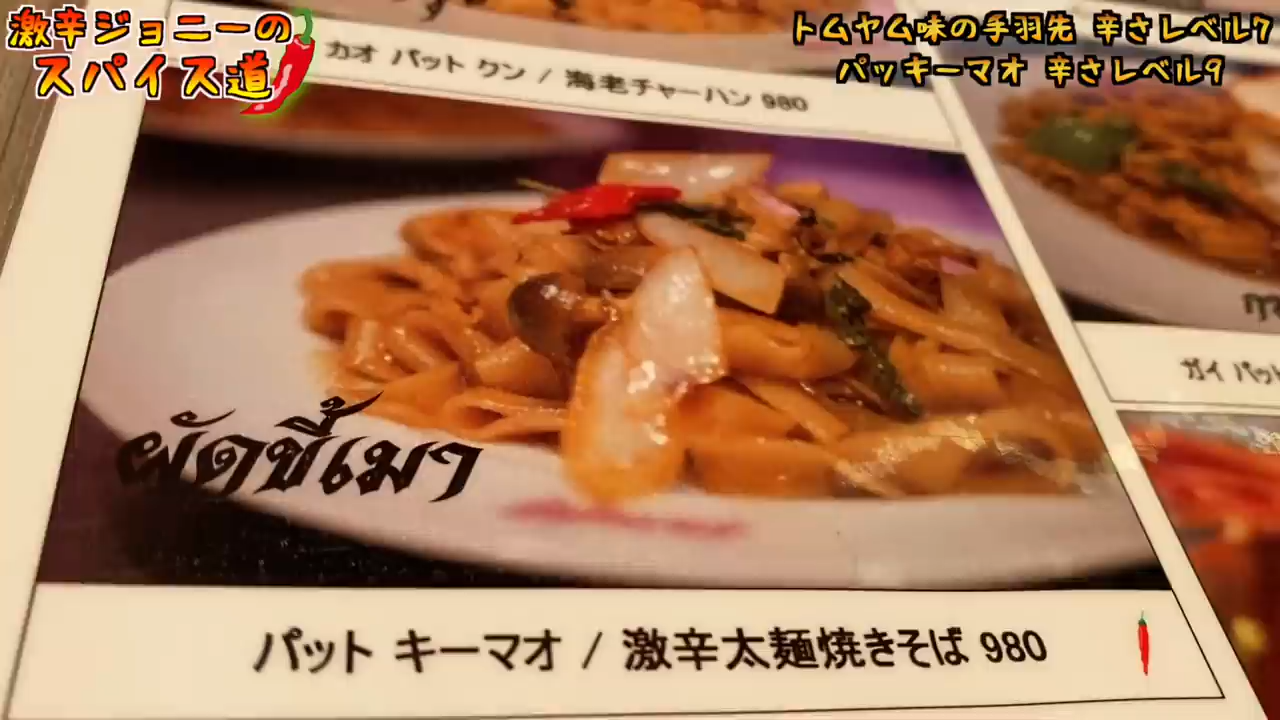 激辛ジョニーの
スパイス道
トムヤム味の手羽先 辛さレベル7
パッキーマオ 辛さレベル9
カオ パット クン / 海老チャーハン 980
ผัดขี้เมา
ガイ パット
パット キーマオ / 激辛太麺焼きそば 980